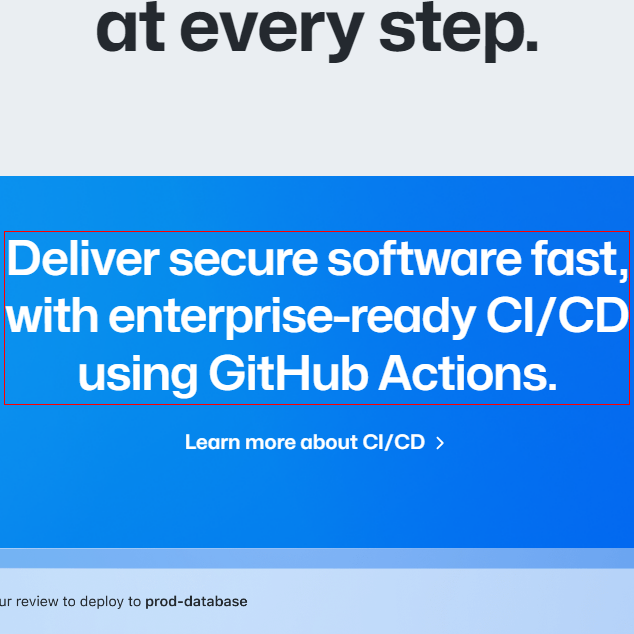 at every step.
Deliver secure software fast,
with enterprise-ready CI/CD
using GitHub Actions.
Learn more about CI/CD
review to deploy to prod-database